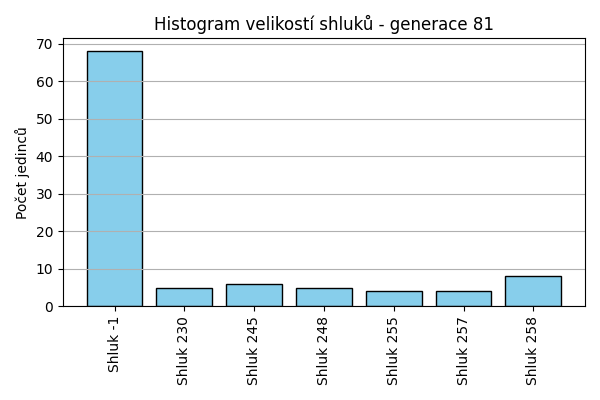 Histogram velikostí shluků - generace 81
Počet jedinců
70
60
50
40
30
20
10
0
Shluk -1
Shluk 230
Shluk 245
Shluk 248
Shluk 255
Shluk 257
Shluk 258